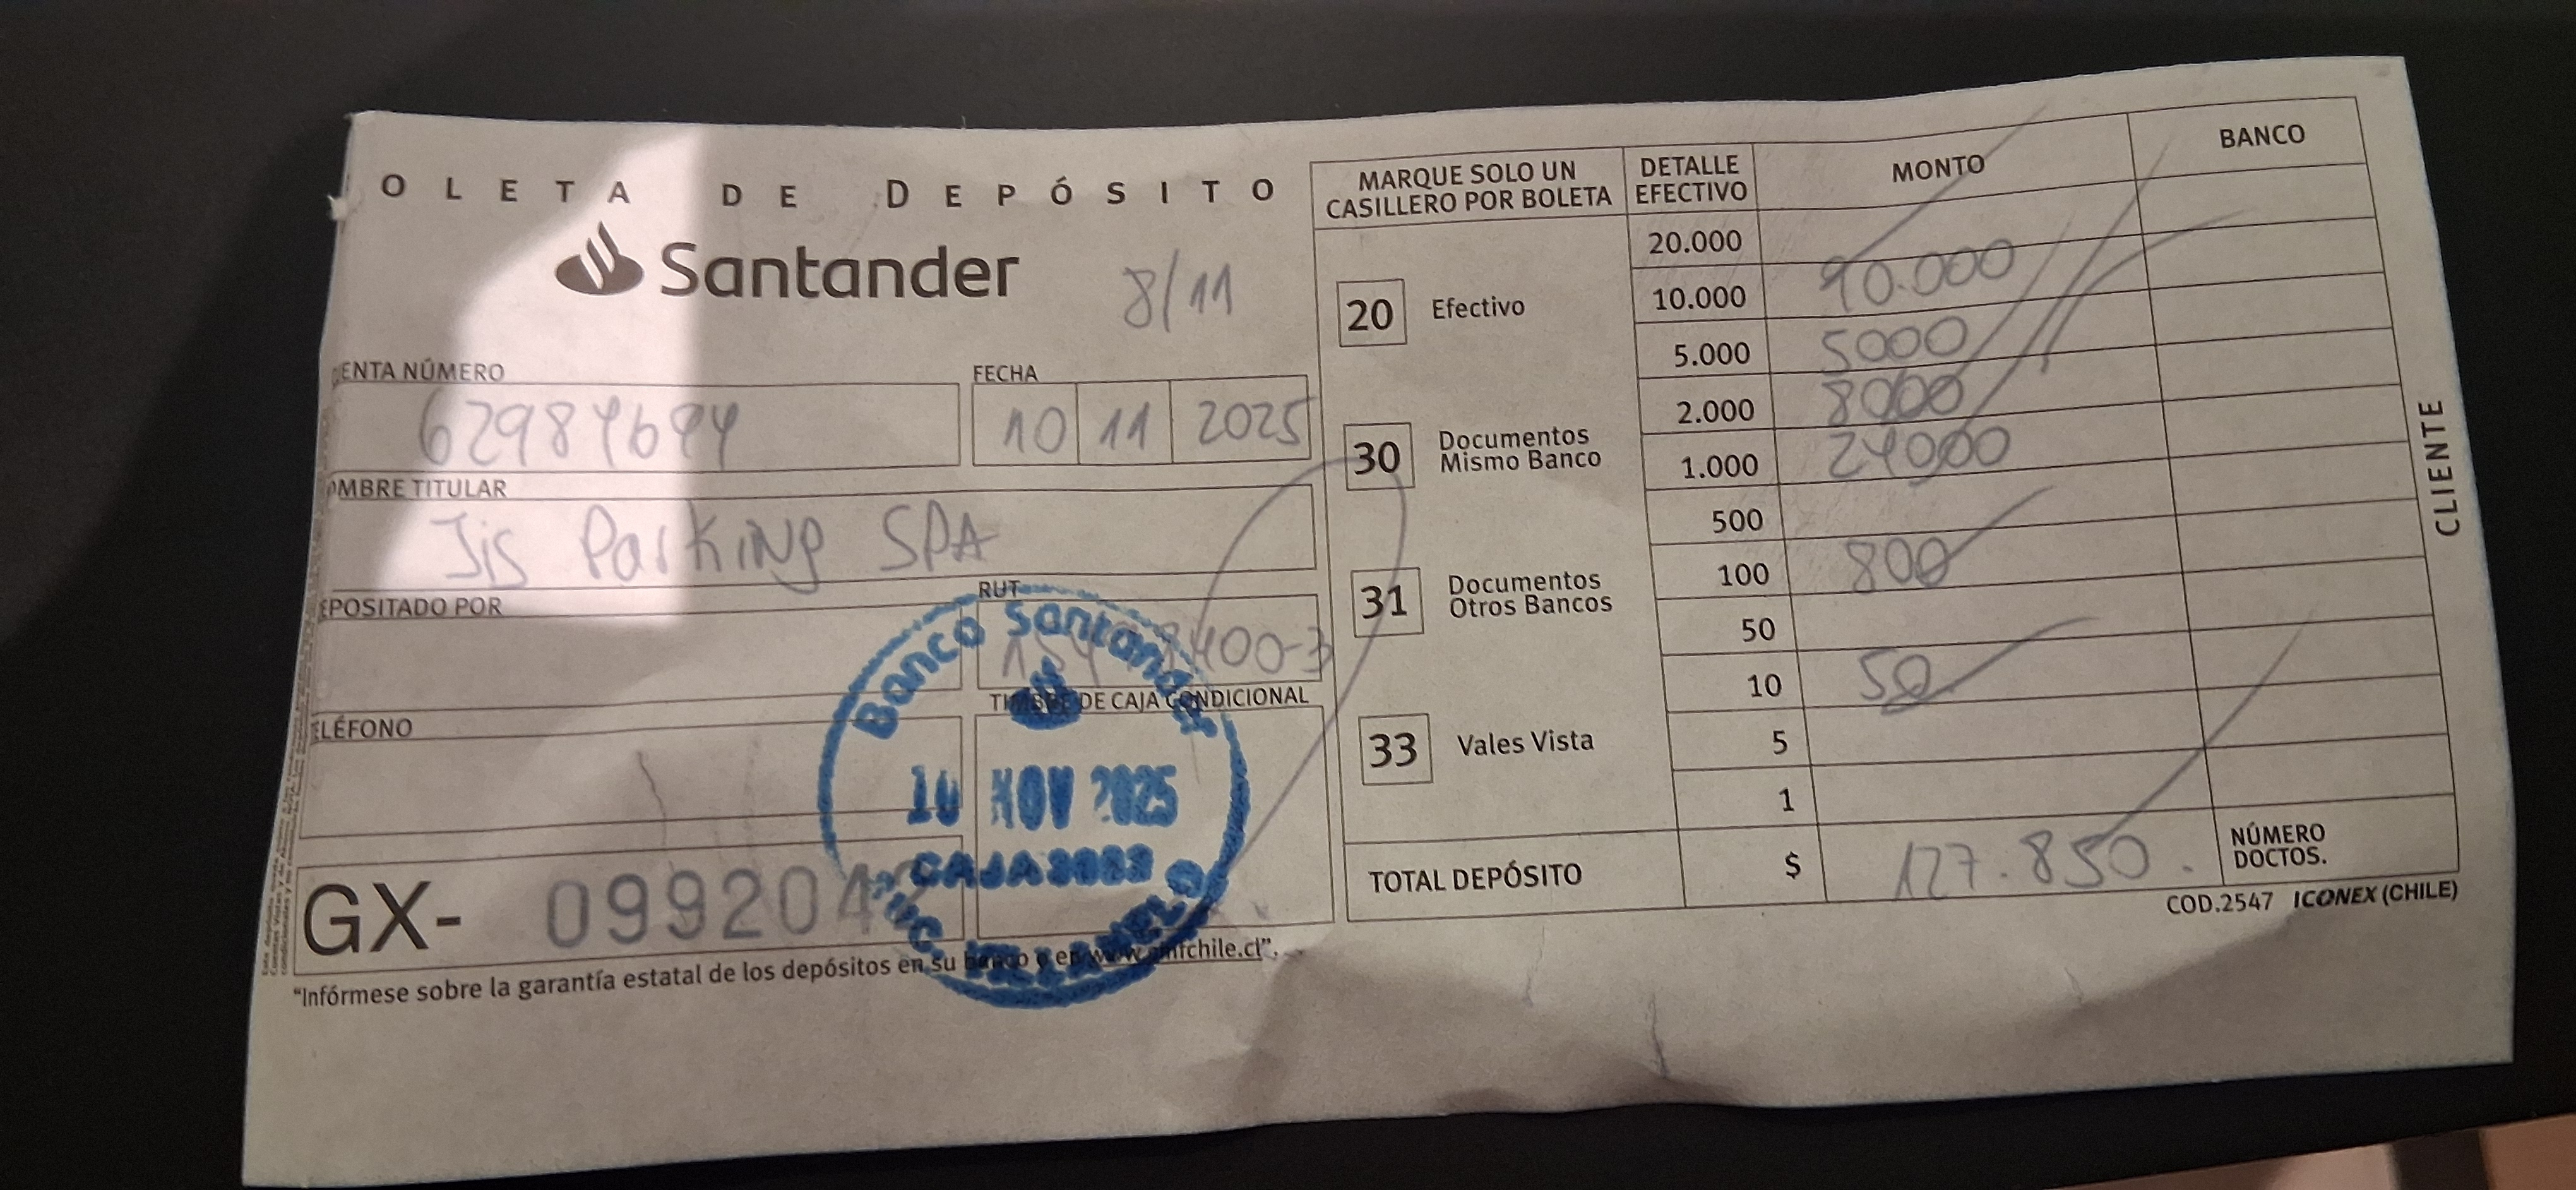 OLETA DE DEPÓSITO
Santander
8/11
ENTA NÚMERO
FECHA
10 11 2025
OMBRE TITULAR
Jis Parking SPA
EPOSITADO POR
RUT
400-3
TIMBRE DE CAJA CONDICIONAL
ELÉFONO
Banco Santander
10 NOV 2025
GX- 099204
"Infórmese sobre la garantía estatal de los depósitos en su banco y en www.cmfchile.cl".
MARQUE SOLO UN
CASILLERO POR BOLETA
20 Efectivo
30 Documentos
Mismo Banco
31 Documentos
Otros Bancos
33 Vales Vista
DETALLE
EFECTIVO
MONTO
BANCO
20.000
10.000 90.000
5.000 5000
2.000 8000
1.000 24000
500
100 800
50
10 50
5
1
TOTAL DEPÓSITO $ 127.850.
NÚMERO
DOCTOS.
CLIENTE
COD.2547 ICONEX (CHILE)